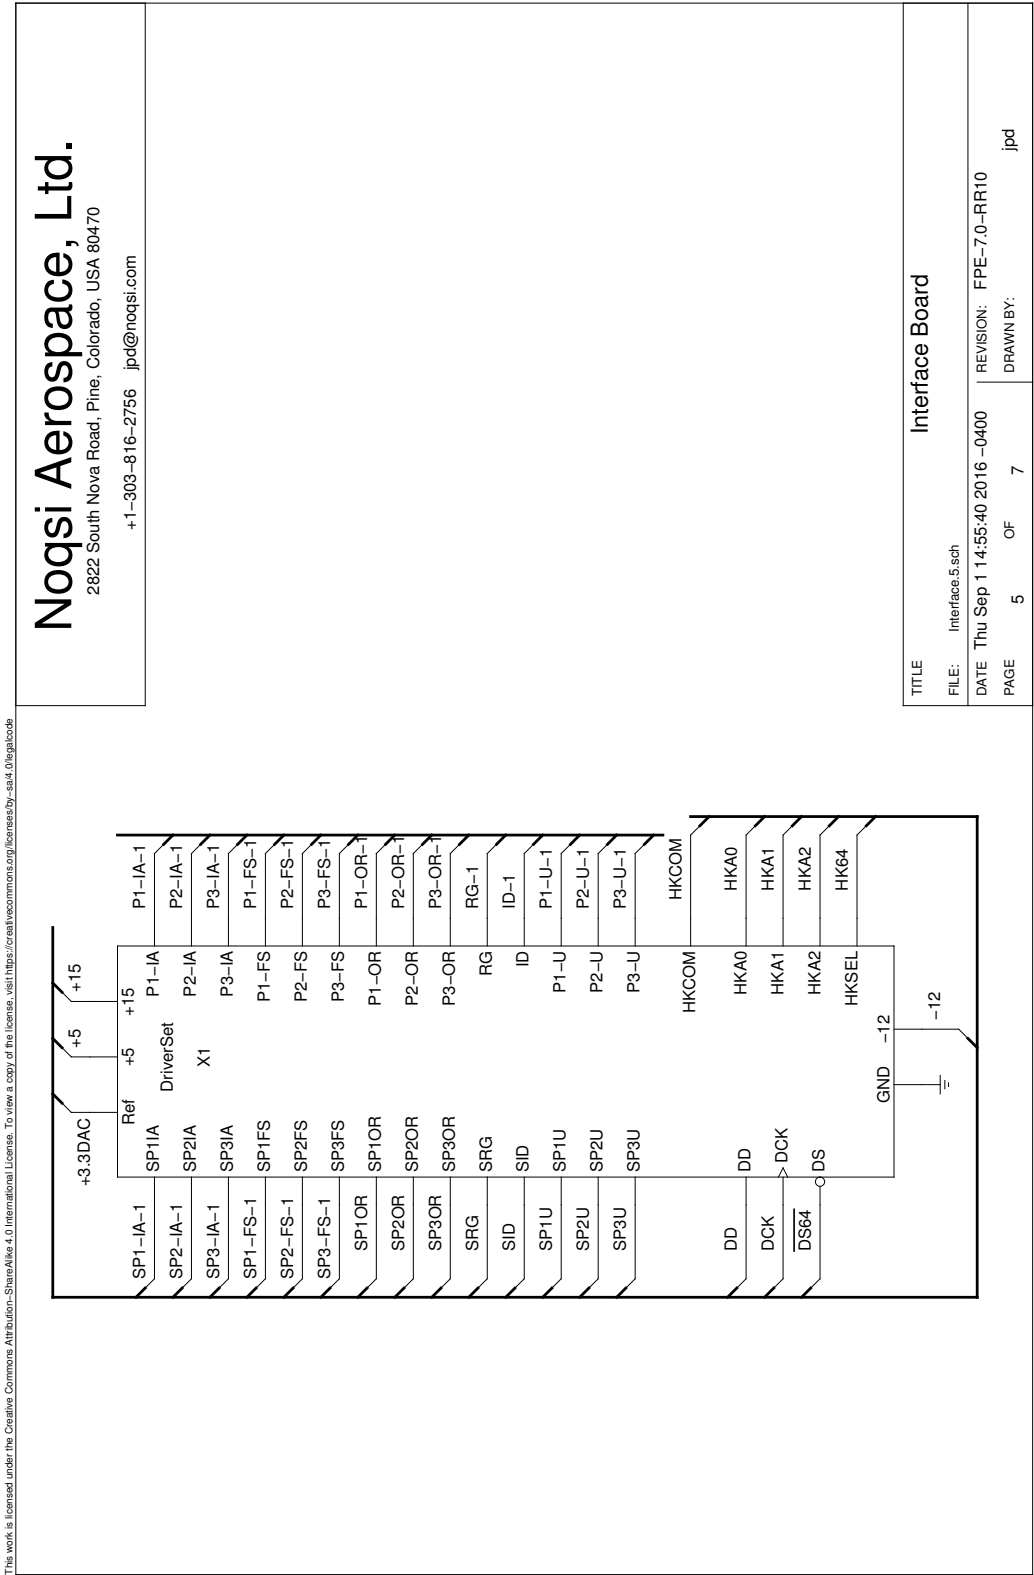 This work is licensed under the Creative Commons Attribution−ShareAlike 4.0 International License. To view a copy of the license, visit https://creativecommons.org/licenses/by−sa/4.0/legalcode
Noqsi Aerospace, Ltd.
2822 South Nova Road, Pine, Colorado, USA 80470
+1−303−816−2756 jpd@noqsi.com
+3.3DAC
+5
+15
Ref
+5
+15
DriverSet
X1
SP1−IA−1 SP1IA P1−IA P1−IA−1
SP2−IA−1 SP2IA P2−IA P2−IA−1
SP3−IA−1 SP3IA P3−IA P3−IA−1
SP1−FS−1 SP1FS P1−FS P1−FS−1
SP2−FS−1 SP2FS P2−FS P2−FS−1
SP3−FS−1 SP3FS P3−FS P3−FS−1
SP1OR SP1OR P1−OR P1−OR−1
SP2OR SP2OR P2−OR P2−OR−1
SP3OR SP3OR P3−OR P3−OR−1
SRG SRG RG RG−1
SID SID ID ID−1
SP1U SP1U P1−U P1−U−1
SP2U SP2U P2−U P2−U−1
SP3U SP3U P3−U P3−U−1
HKCOM HKCOM
DD DD HKA0 HKA0
DCK DCK HKA1 HKA1
DS64 DS HKA2 HKA2
HKSEL HK64
GND −12
−12
TITLE
Interface Board
FILE: Interface.5.sch
DATE Thu Sep 1 14:55:40 2016 −0400
REVISION: FPE−7.0−RR10
PAGE 5 OF 7
DRAWN BY: jpd